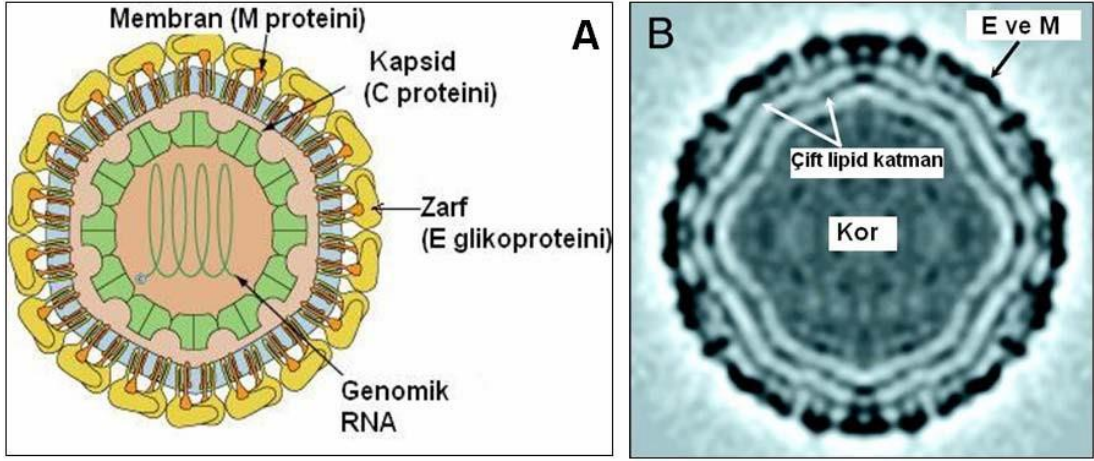 Membran (M proteini)
A
Kapsid
(C proteini)
Zarf
(E glikoproteini)
Genomik
RNA
B
E ve M
Çift lipid katman
Kor